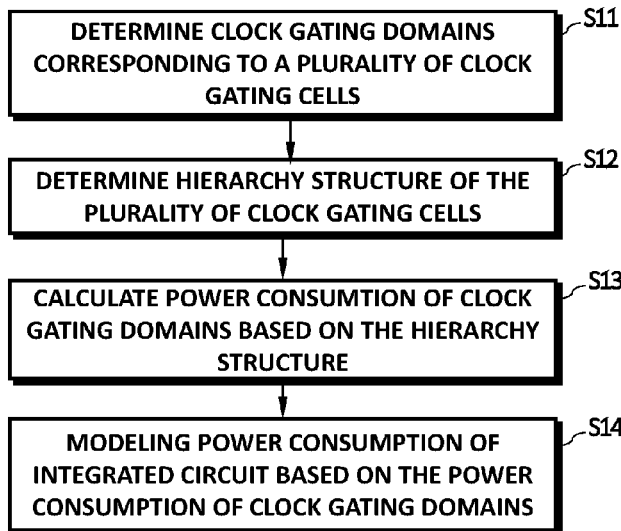 S11
DETERMINE CLOCK GATING DOMAINS
CORRESPONDING TO A PLURALITY OF CLOCK
GATING CELLS
S12
DETERMINE HIERARCHY STRUCTURE OF THE
PLURALITY OF CLOCK GATING CELLS
S13
CALCULATE POWER CONSUMTION OF CLOCK
GATING DOMAINS BASED ON THE HIERARCHY
STRUCTURE
S14
MODELING POWER CONSUMPTION OF
INTEGRATED CIRCUIT BASED ON THE POWER
CONSUMPTION OF CLOCK GATING DOMAINS